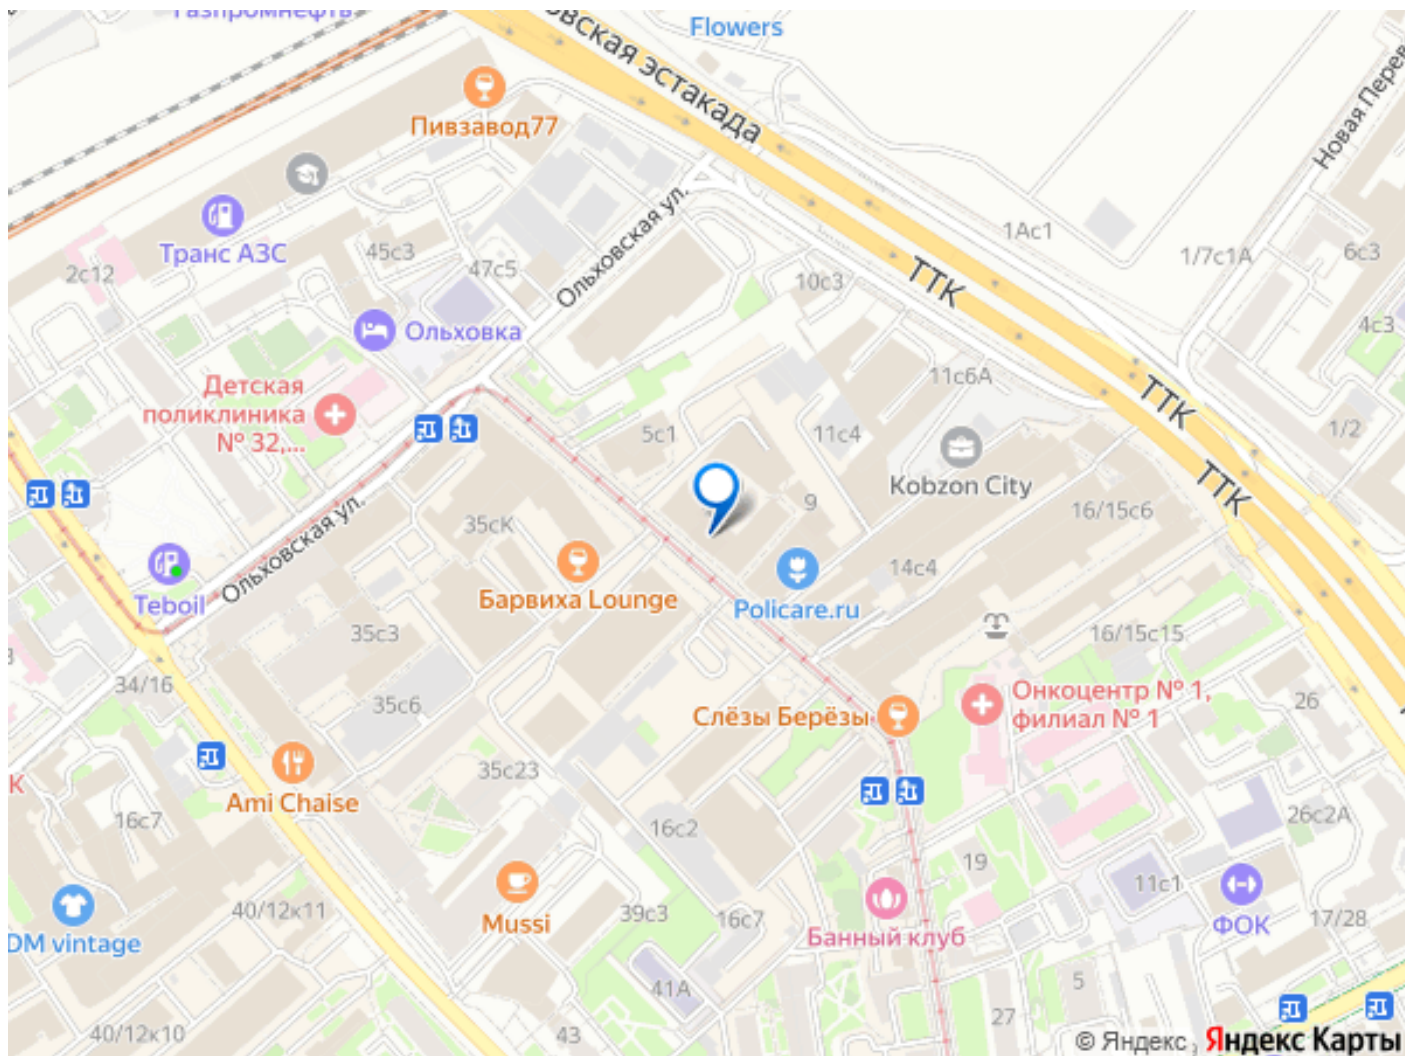 Газпромнефть
Flowers
вская эстакада
Новая Перев
Пивзавод77
Ольховская ул.
Транс АЗС
45с3
2с12
47с5
1Ас1
1/7с1А
6с3
ТТК
10с3
4с3
Ольховка
Детская
поликлиника
№ 32,...
11с6А
ТТК
1/2
5с1
11с4
Kobzon City
ТТК
9
16/15с6
35сК
Ольховская ул.
14с4
Teboil
Барвиха Lounge
Policare.ru
35с3
16/15с15
34/16
35с6
Слёзы Берёзы
Онкоцентр № 1,
филиал № 1
26
К
35с23
Ami Chaise
16с7
16с2
26с2А
19
11с1
40/12к11
39с3
16с7
17/28
DM vintage
Mussi
Банный клуб
ФОК
41А
5
27
40/12к10
43
© Яндекс, Яндекс Карты